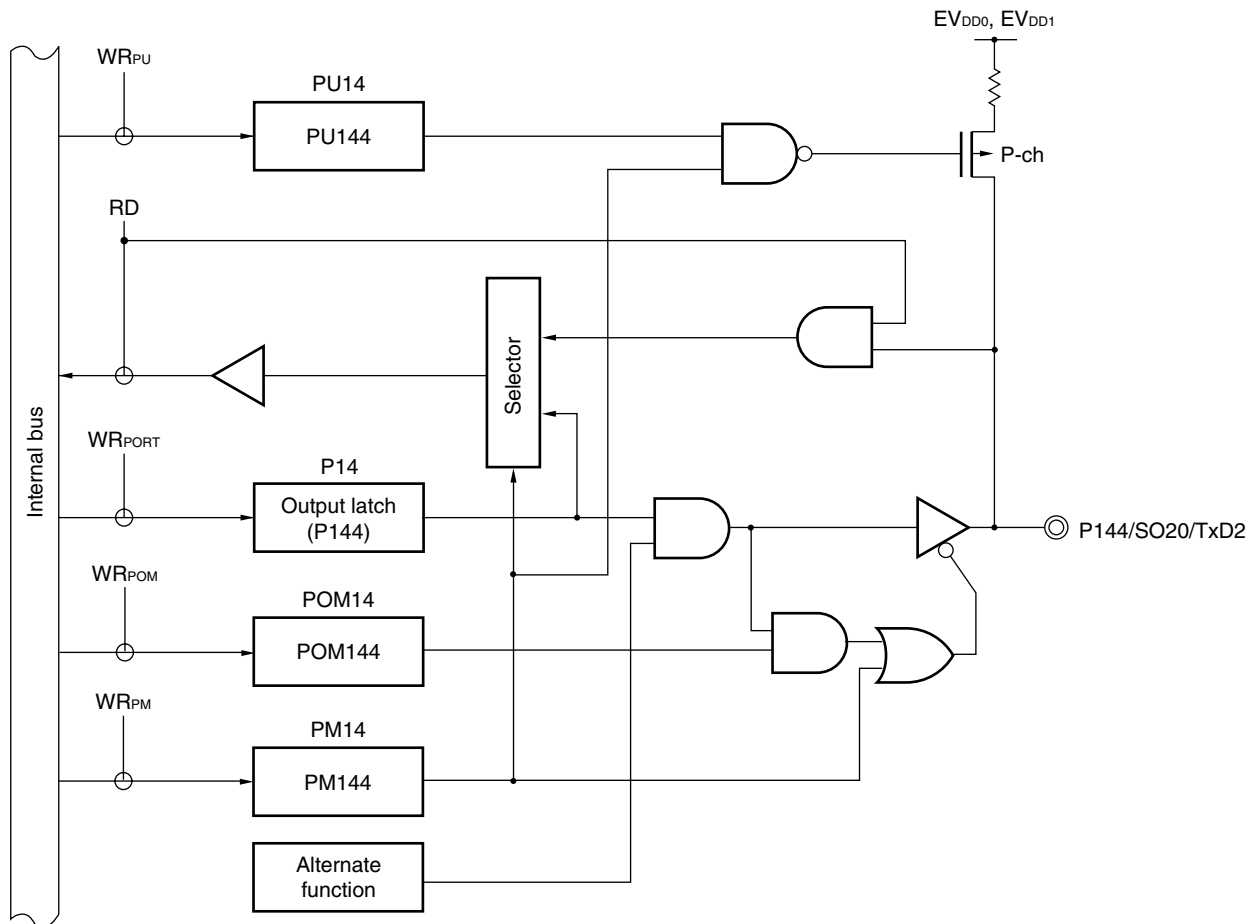 EVDD0, EVDD1
WRPU
PU14
PU144
P-ch
RD
Selector
Internal bus
WRPORT
P14
Output latch
(P144)
P144/SO20/TxD2
WRPOM
POM14
POM144
WRPM
PM14
PM144
Alternate
function